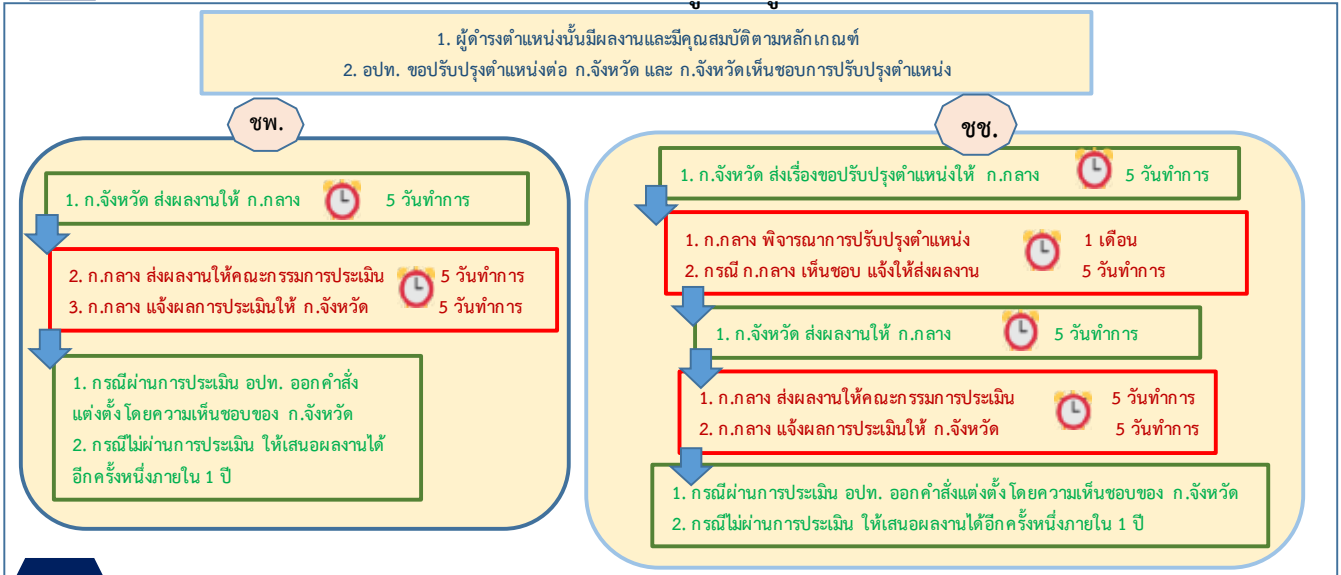 1. ผู้ดำรงตำแหน่งนั้นมีผลงานและมีคุณสมบัติตามหลักเกณฑ์
2. อปท. ขอปรับปรุงตำแหน่งต่อ ก.จังหวัด และ ก.จังหวัดเห็นชอบการปรับปรุงตำแหน่ง
ชพ.
1. ก.จังหวัด ส่งผลงานให้ ก.กลาง 5 วันทำการ
2. ก.กลาง ส่งผลงานให้คณะกรรมการประเมิน 5 วันทำการ
3. ก.กลาง แจ้งผลการประเมินให้ ก.จังหวัด 5 วันทำการ
1. กรณีผ่านการประเมิน อปท. ออกคำสั่ง
แต่งตั้ง โดยความเห็นชอบของ ก.จังหวัด
2. กรณีไม่ผ่านการประเมิน ให้เสนอผลงานได้
อีกครั้งหนึ่งภายใน 1 ปี
ชช.
1. ก.จังหวัด ส่งเรื่องขอปรับปรุงตำแหน่งให้ ก.กลาง 5 วันทำการ
1. ก.กลาง พิจารณาการปรับปรุงตำแหน่ง 1 เดือน
2. กรณี ก.กลาง เห็นชอบ แจ้งให้ส่งผลงาน 5 วันทำการ
1. ก.จังหวัด ส่งผลงานให้ ก.กลาง 5 วันทำการ
1. ก.กลาง ส่งผลงานให้คณะกรรมการประเมิน 5 วันทำการ
2. ก.กลาง แจ้งผลการประเมินให้ ก.จังหวัด 5 วันทำการ
1. กรณีผ่านการประเมิน อปท. ออกคำสั่งแต่งตั้ง โดยความเห็นชอบของ ก.จังหวัด
2. กรณีไม่ผ่านการประเมิน ให้เสนอผลงานได้อีกครั้งหนึ่งภายใน 1 ปี